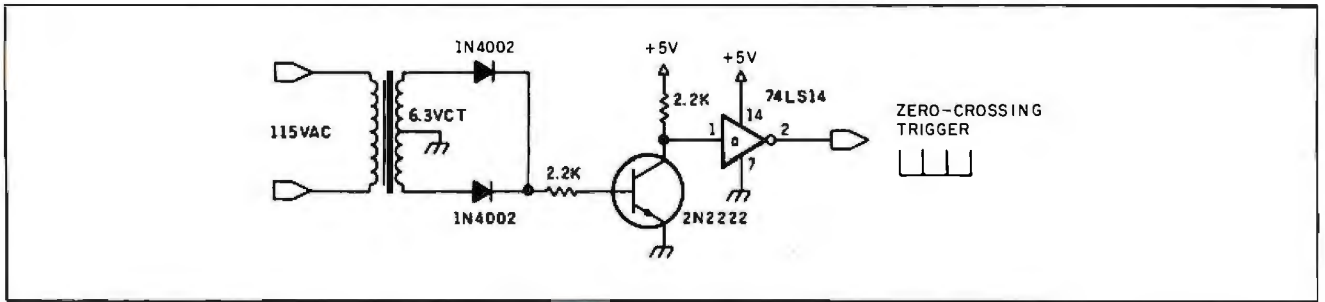 1N4002
+5V
+5V
2.2K
74LS14
14
ZERO-CROSSING
TRIGGER
6.3VCT
115VAC
1
a
2
7
2.2K
1N4002
2N2222